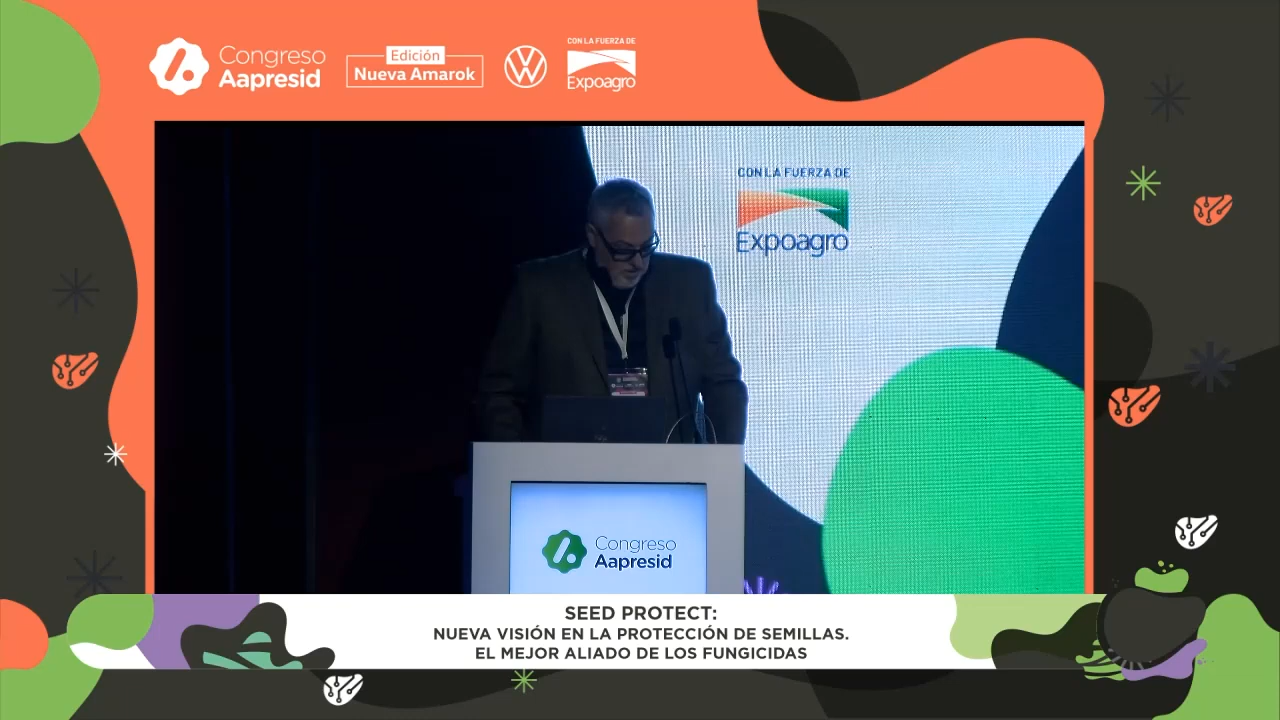 Congreso
Aapresid
Edición
Nueva Amarok
CON LA FUERZA DE
Expoagro
CON LA FUERZA DE
Expoagro
Congreso
Aapresid
SEED PROTECT:
NUEVA VISIÓN EN LA PROTECCIÓN DE SEMILLAS.
EL MEJOR ALIADO DE LOS FUNGICIDAS